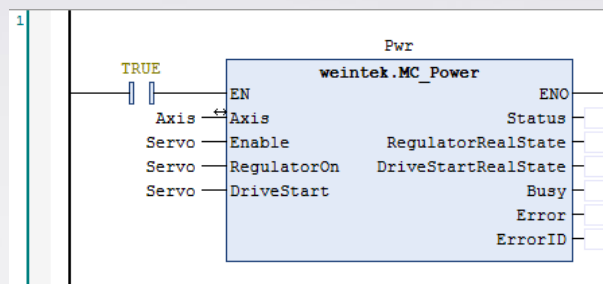 1
Pwr
TRUE
weintek.MC_Power
EN ENO
Axis Axis Status
Servo Enable RegulatorRealState
Servo RegulatorOn DriveStartRealState
Servo DriveStart Busy
Error
ErrorID